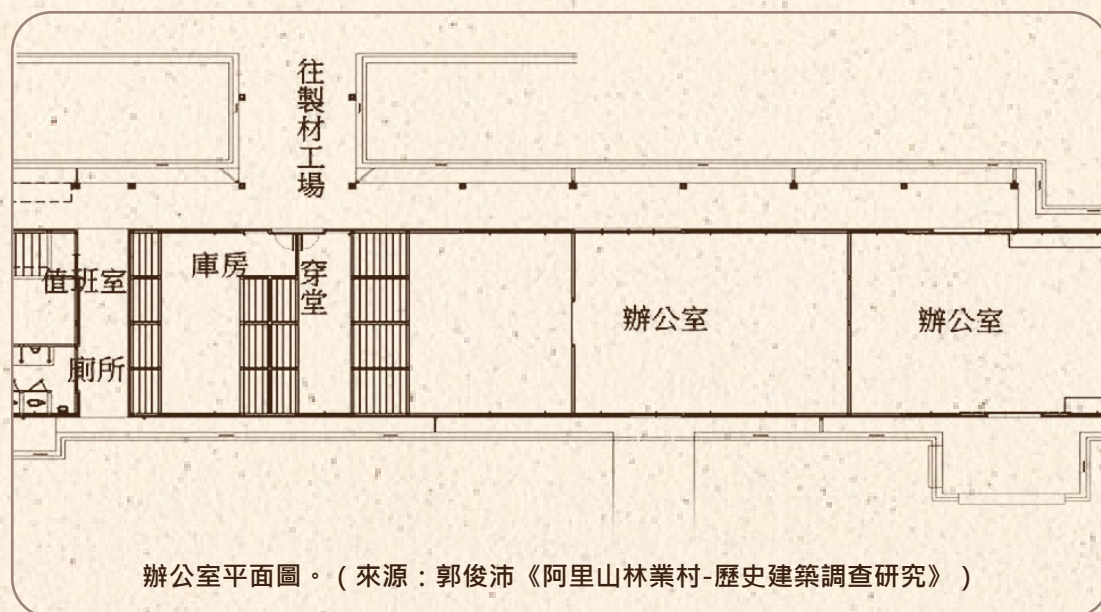 往製材工場
值班室
庫房
穿堂
辦公室
辦公室
廁所
辦公室平面圖。(來源：郭俊沛《阿里山林業村-歷史建築調查研究》)